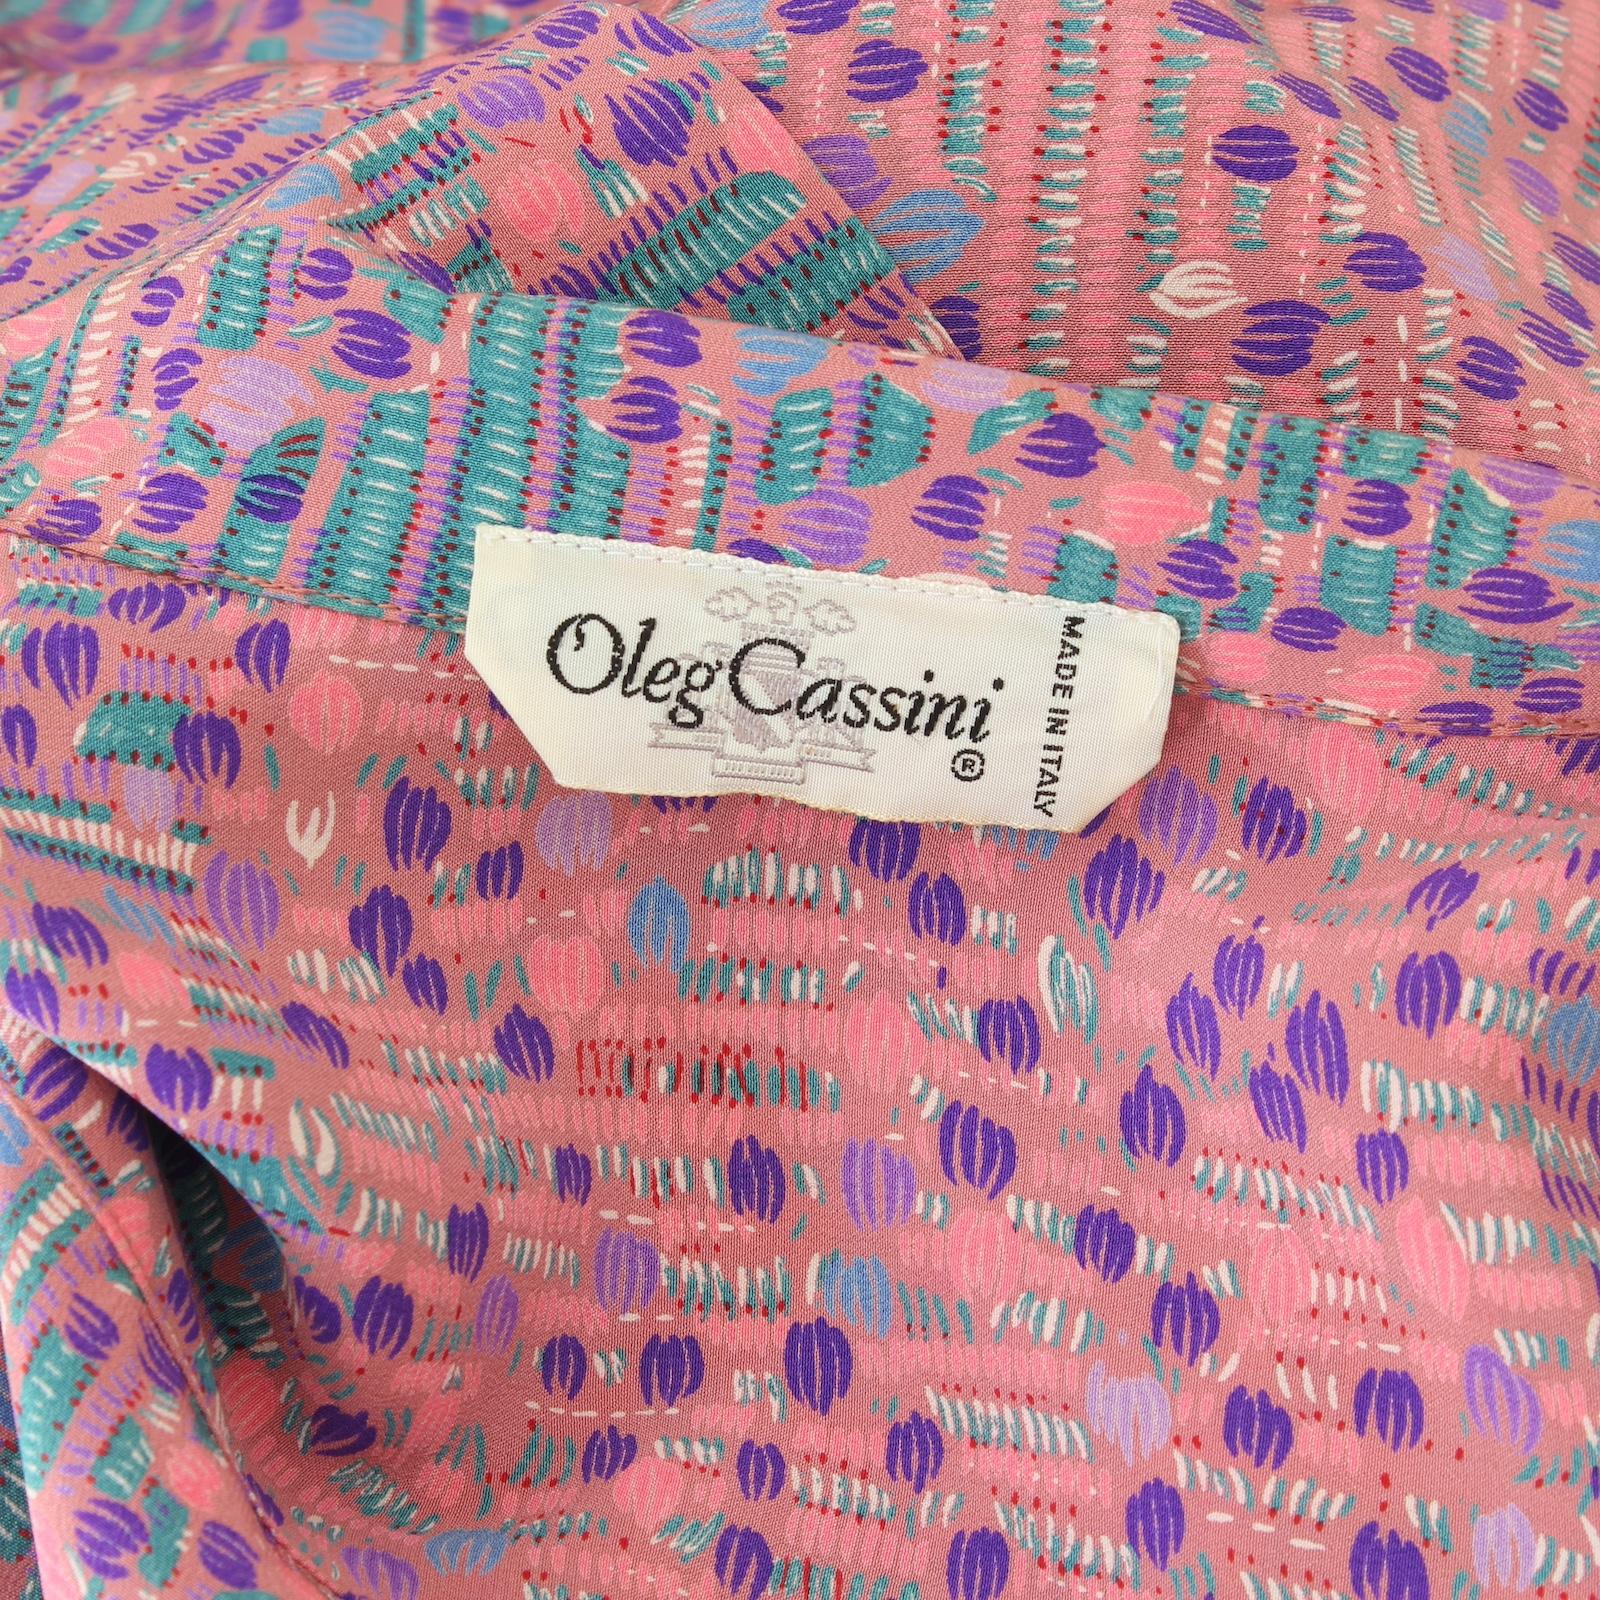 Oleg Cassini
®
MADE IN ITALY